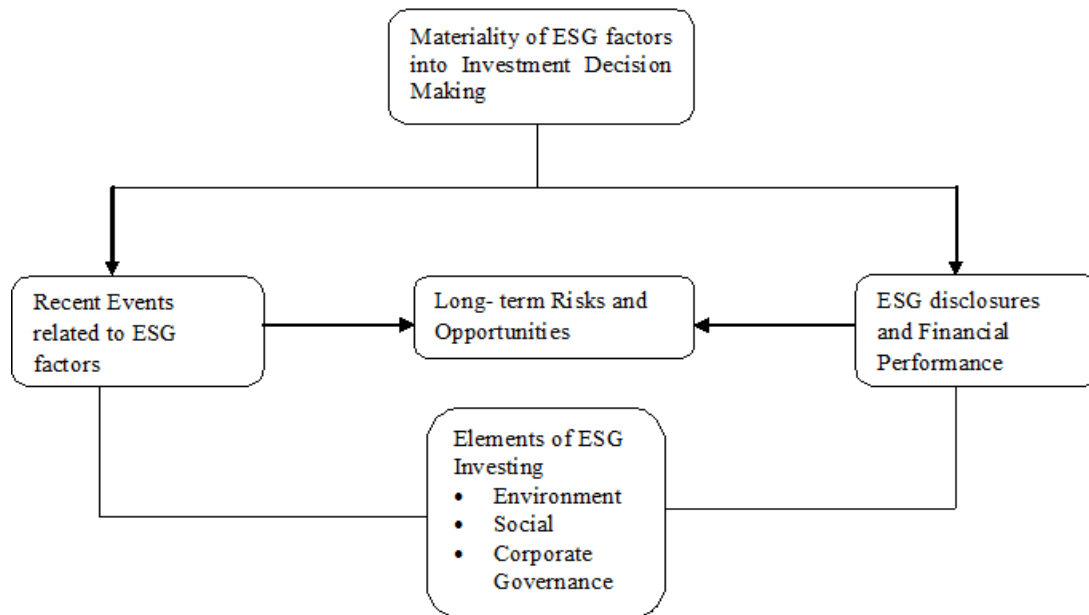 Materiality of ESG factors
into Investment Decision
Making
Recent Events
related to ESG
factors
Long- term Risks and
Opportunities
ESG disclosures
and Financial
Performance
Elements of ESG
Investing
• Environment
• Social
• Corporate
Governance